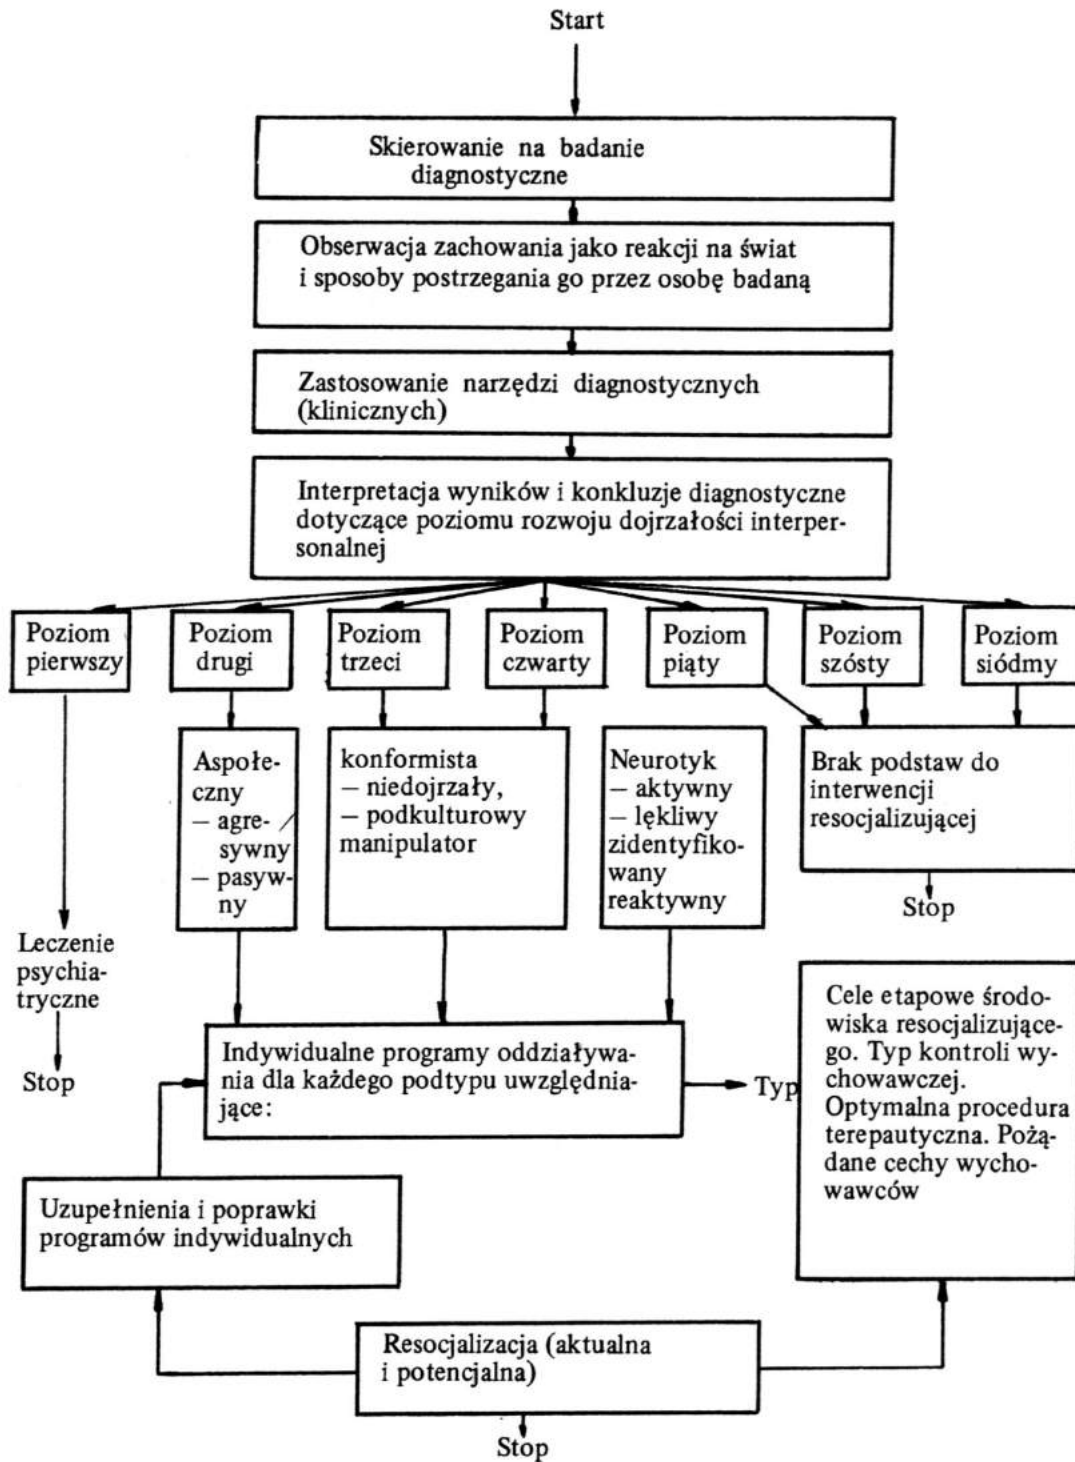 Start
Skierowanie na badanie
diagnostyczne
Obserwacja zachowania jako reakcji na świat
i sposoby postrzegania go przez osobę badaną
Zastosowanie narzędzi diagnostycznych
(klinicznych)
Interpretacja wyników i konkluzje diagnostyczne
dotyczące poziomu rozwoju dojrzałości interper-
sonalnej
Poziom
pierwszy
Poziom
drugi
Poziom
trzeci
Poziom
czwarty
Poziom
piąty
Poziom
szósty
Poziom
siódmy
Aspołe-
czny
– agre-
sywny
– pasyw-
ny
konformista
– niedojrzały,
– podkulturowy
manipulator
Neurotyk
– aktywny
– lękliwy
zidentyfiko-
wany
reaktywny
Brak podstaw do
interwencji
resocjalizującej
Stop
Leczenie
psychia-
tryczne
Stop
Indywidualne programy oddziaływa-
nia dla każdego podtypu uwzględnia-
jące:
Typ
Cele etapowe środo-
wiska resocjalizujące-
go. Typ kontroli wy-
chowawczej.
Optymalna procedura
terepautyczna. Pożą-
dane cechy wycho-
wawców
Uzupełnienia i poprawki
programów indywidualnych
Resocjalizacja (aktualna
i potencjalna)
Stop